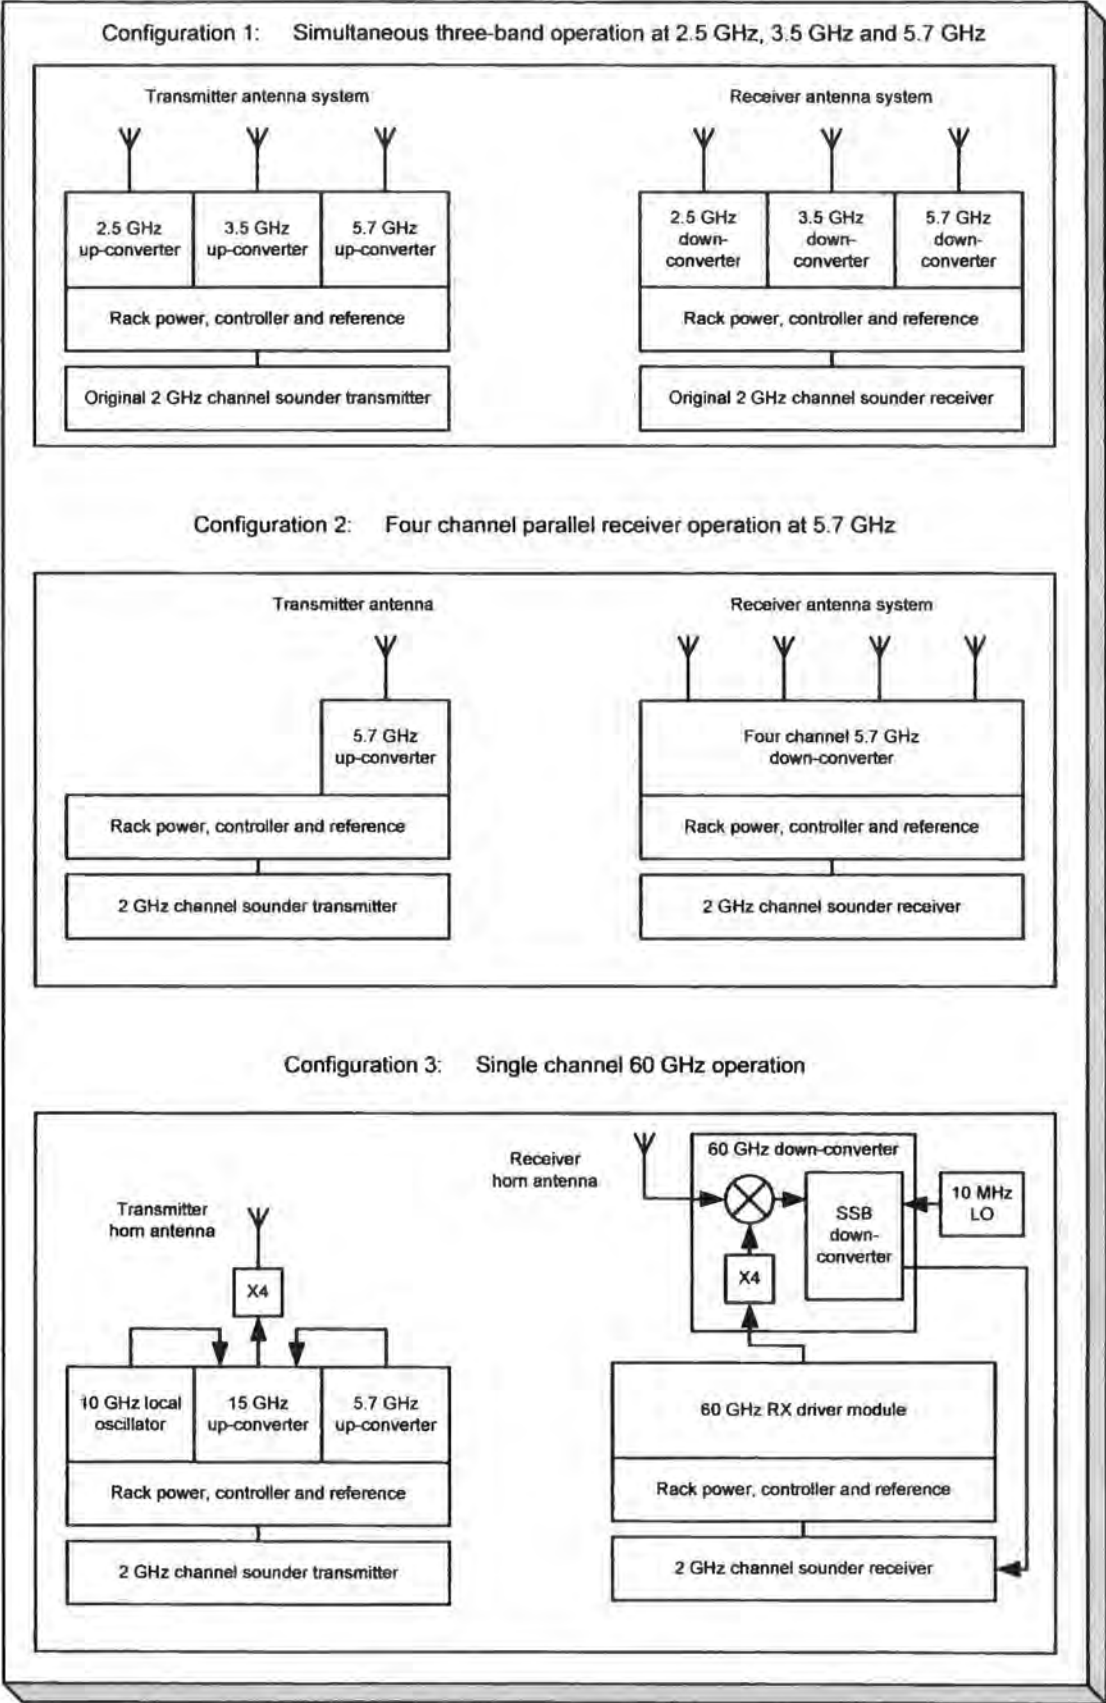 Configuration 1: Simultaneous three-band operation at 2.5 GHz, 3.5 GHz and 5.7 GHz
Transmitter antenna system
Receiver antenna system
2.5 GHz
up-converter
3.5 GHz
up-converter
5.7 GHz
up-converter
2.5 GHz
down-
converter
3.5 GHz
down-
converter
5.7 GHz
down-
converter
Rack power, controller and reference
Rack power, controller and reference
Original 2 GHz channel sounder transmitter
Original 2 GHz channel sounder receiver
Configuration 2: Four channel parallel receiver operation at 5.7 GHz
Transmitter antenna
Receiver antenna system
5.7 GHz
up-converter
Four channel 5.7 GHz
down-converter
Rack power, controller and reference
Rack power, controller and reference
2 GHz channel sounder transmitter
2 GHz channel sounder receiver
Configuration 3: Single channel 60 GHz operation
Transmitter
horn antenna
X4
10 GHz local
oscillator
15 GHz
up-converter
5.7 GHz
up-converter
Rack power, controller and reference
2 GHz channel sounder transmitter
Receiver
horn antenna
60 GHz down-converter
SSB
down-
converter
10 MHz
LO
X4
60 GHz RX driver module
Rack power, controller and reference
2 GHz channel sounder receiver